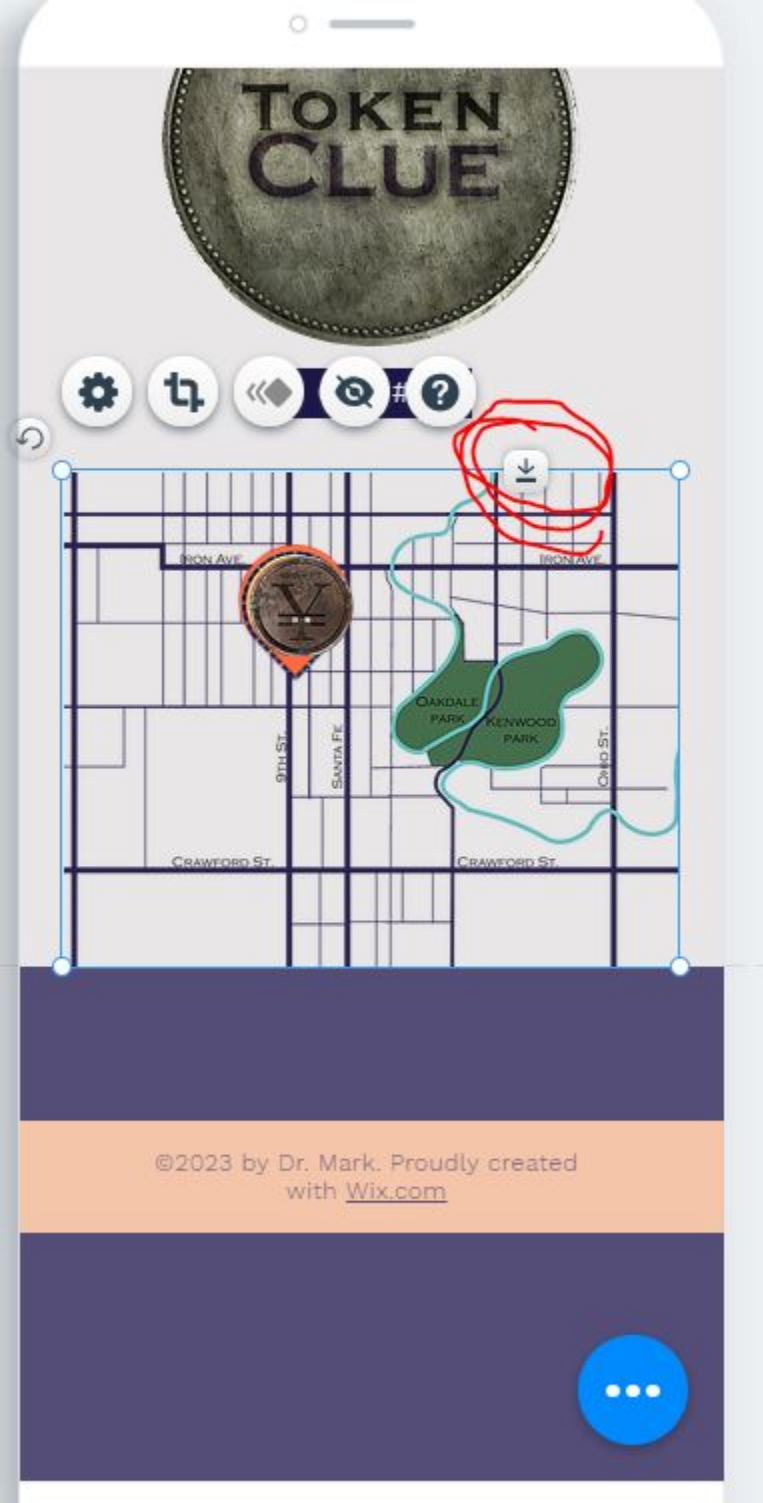 TOKEN
CLUE
#
IRON AVE.
IRON AVE.
¥
OAKDALE
PARK
KENWOOD
PARK
9TH ST.
SANTA FE
OHIO ST.
CRAWFORD ST.
CRAWFORD ST.
©2023 by Dr. Mark. Proudly created
with Wix.com